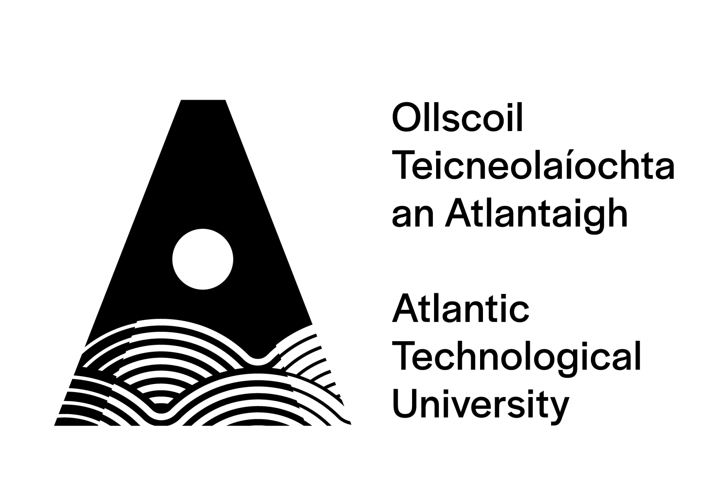 Ollscoil
Teicneolaíochta
an Atlantaigh
Atlantic
Technological
University